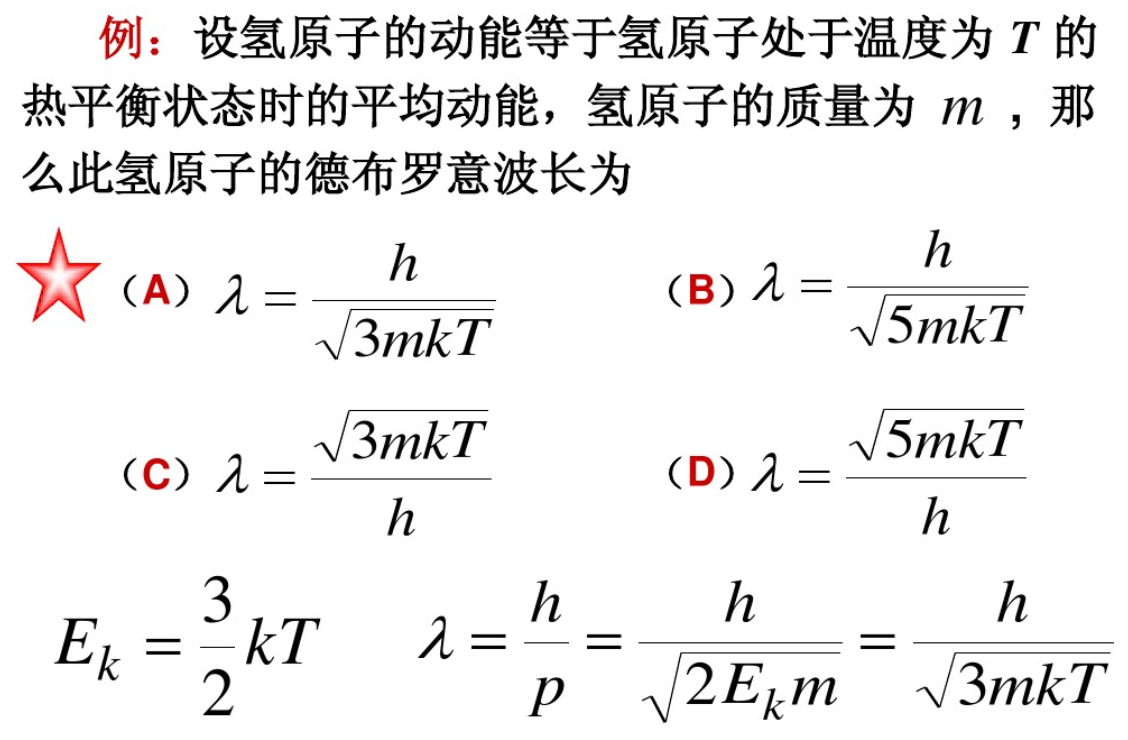 例：设氢原子的动能等于氢原子处于温度为 T 的
热平衡状态时的平均动能，氢原子的质量为 m ，那
么此氢原子的德布罗意波长为
（A）λ = h / √(3mkT) （B）λ = h / √(5mkT)
（C）λ = √(3mkT) / h （D）λ = √(5mkT) / h
E_k = 3/2 kT λ = h/p = h / √(2E_k m) = h / √(3mkT)